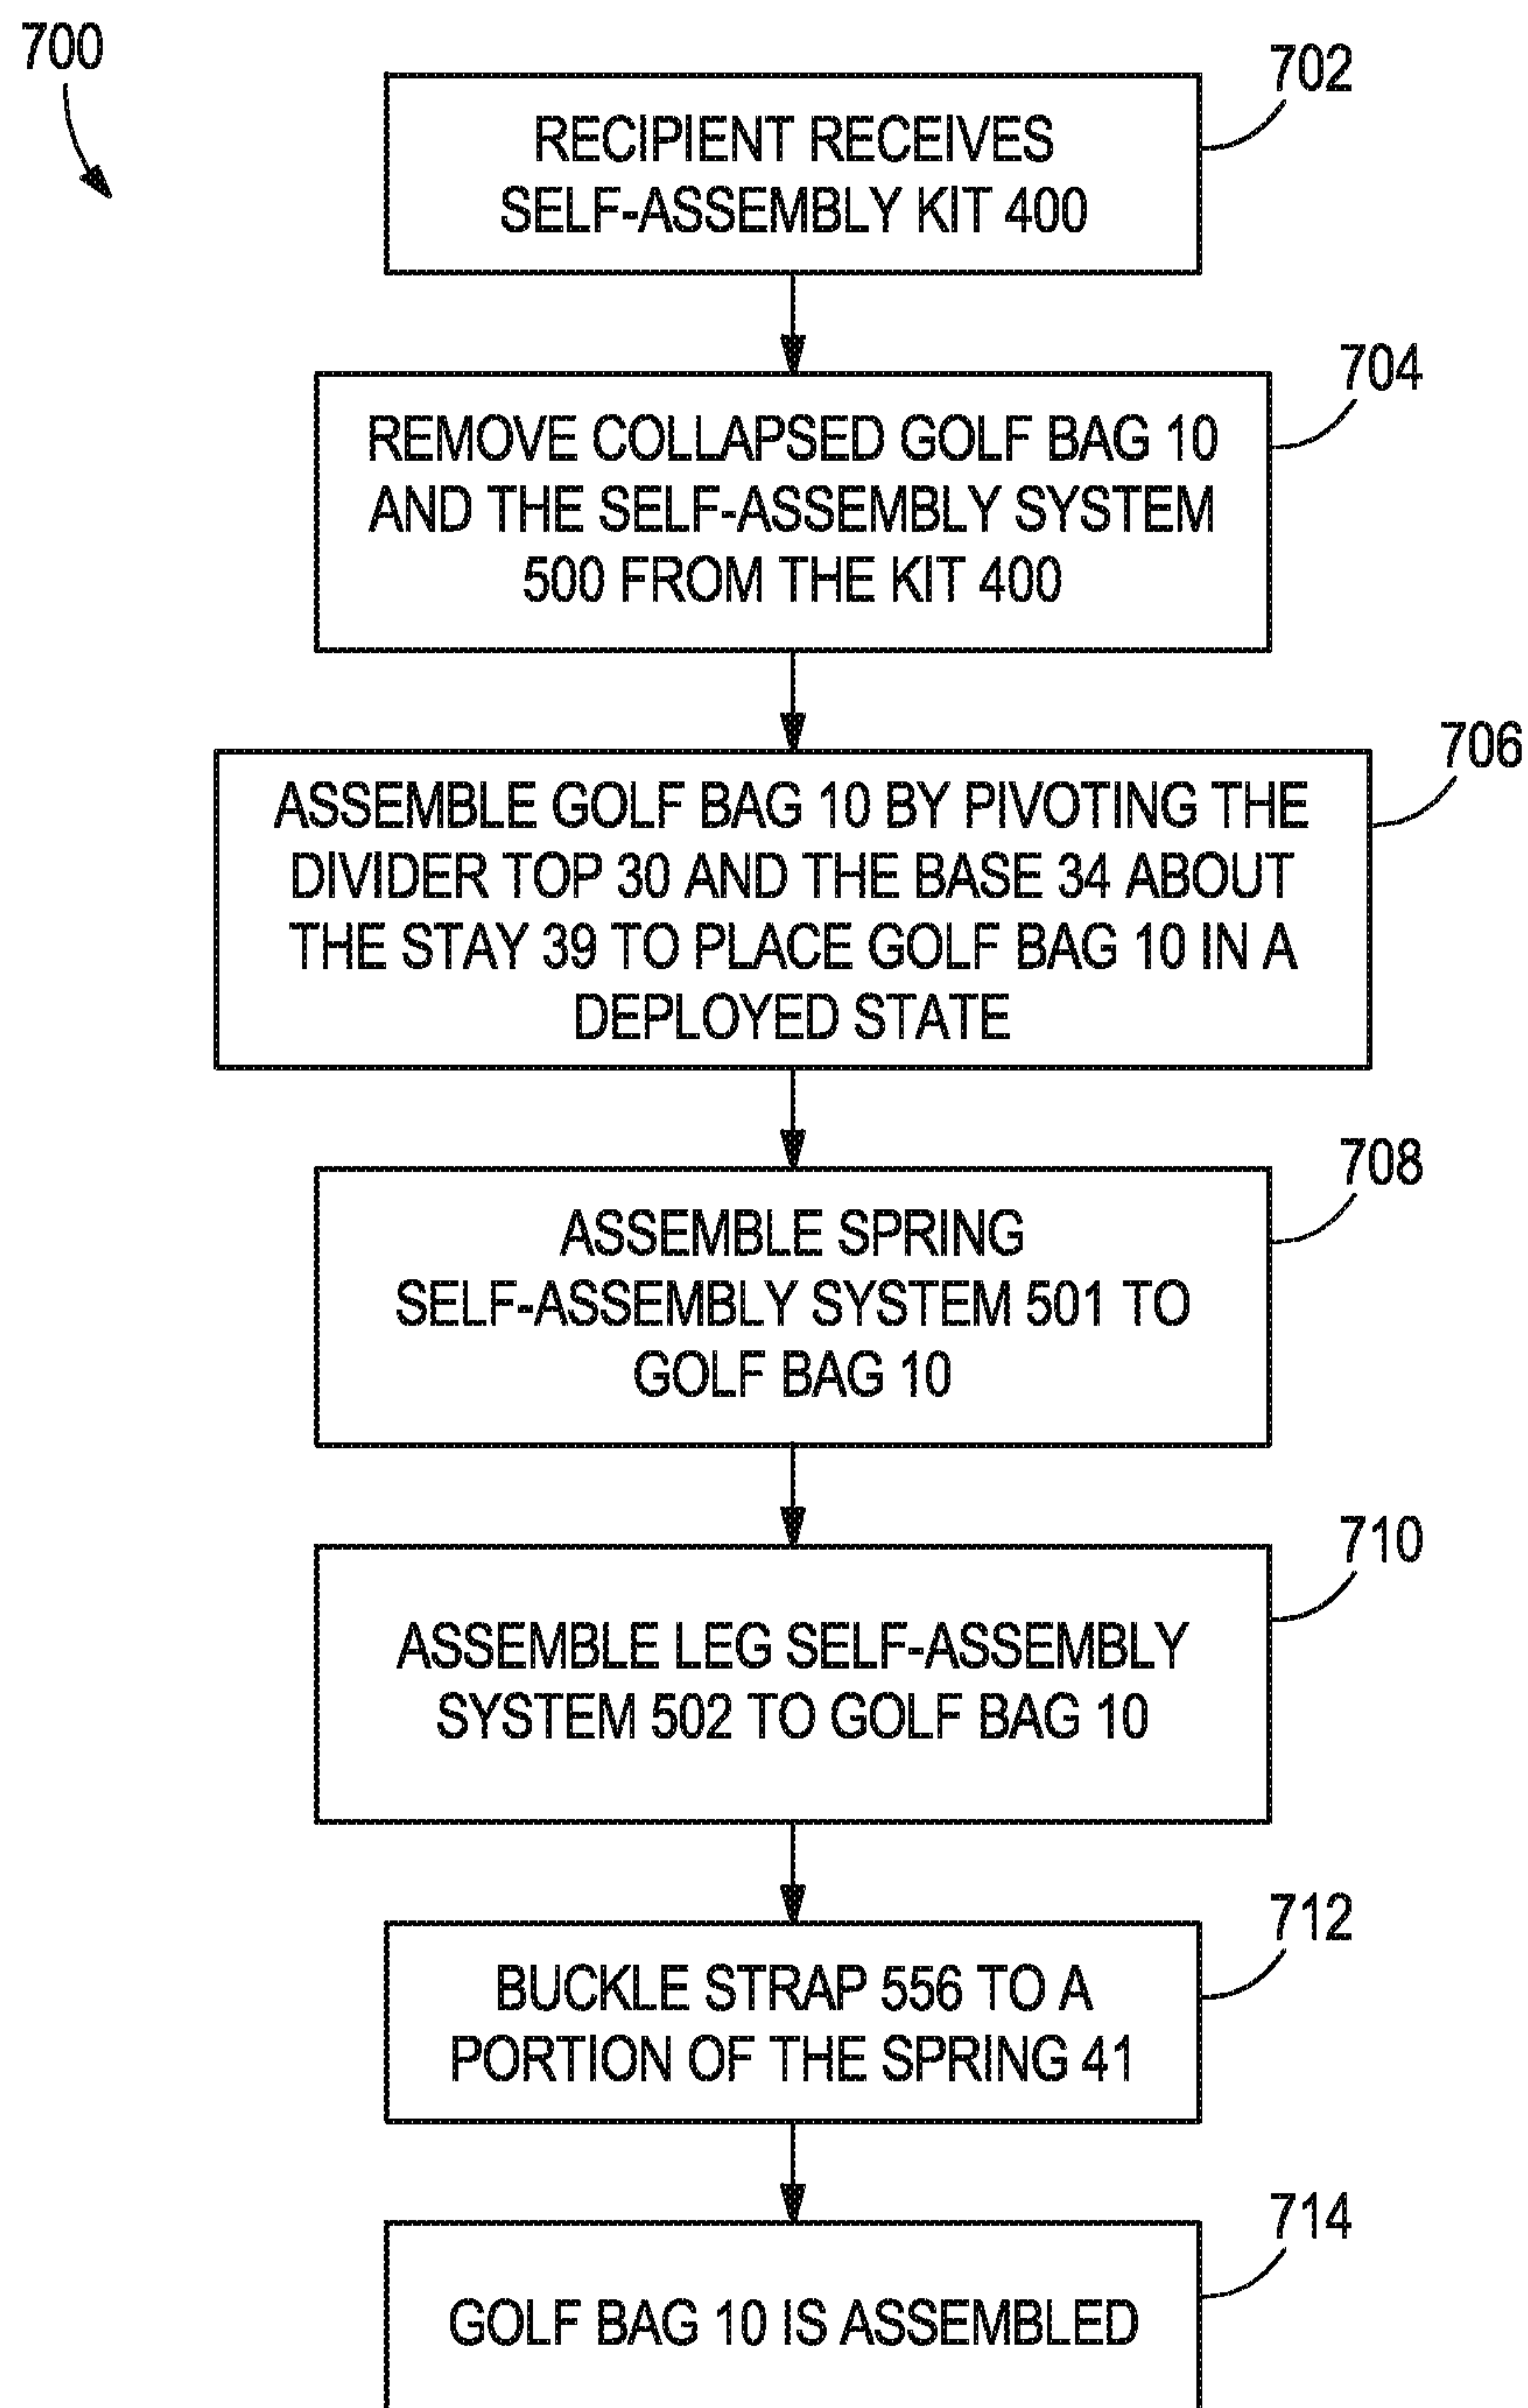 700
702
RECIPIENT RECEIVES
SELF-ASSEMBLY KIT 400
704
REMOVE COLLAPSED GOLF BAG 10
AND THE SELF-ASSEMBLY SYSTEM
500 FROM THE KIT 400
706
ASSEMBLE GOLF BAG 10 BY PIVOTING THE
DIVIDER TOP 30 AND THE BASE 34 ABOUT
THE STAY 39 TO PLACE GOLF BAG 10 IN A
DEPLOYED STATE
708
ASSEMBLE SPRING
SELF-ASSEMBLY SYSTEM 501 TO
GOLF BAG 10
710
ASSEMBLE LEG SELF-ASSEMBLY
SYSTEM 502 TO GOLF BAG 10
712
BUCKLE STRAP 556 TO A
PORTION OF THE SPRING 41
714
GOLF BAG 10 IS ASSEMBLED